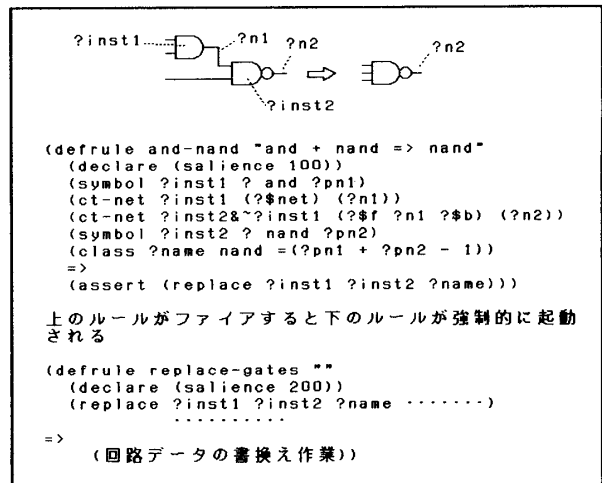 ?inst1 ?n1 ?n2 ?n2
?inst2
(defrule and-nand "and + nand => nand"
(declare (salience 100))
(symbol ?inst1 ? and ?pn1)
(ct-net ?inst1 (?$net) (?n1))
(ct-net ?inst2&~?inst1 (?$f ?n1 ?$b) (?n2))
(symbol ?inst2 ? nand ?pn2)
(class ?name nand =(?pn1 + ?pn2 - 1))
=>
(assert (replace ?inst1 ?inst2 ?name)))
上のルールがファイアすると下のルールが強制的に起動
される
(defrule replace-gates ""
(declare (salience 200))
(replace ?inst1 ?inst2 ?name ·······)
··········
=>
(回路データの書換え作業))